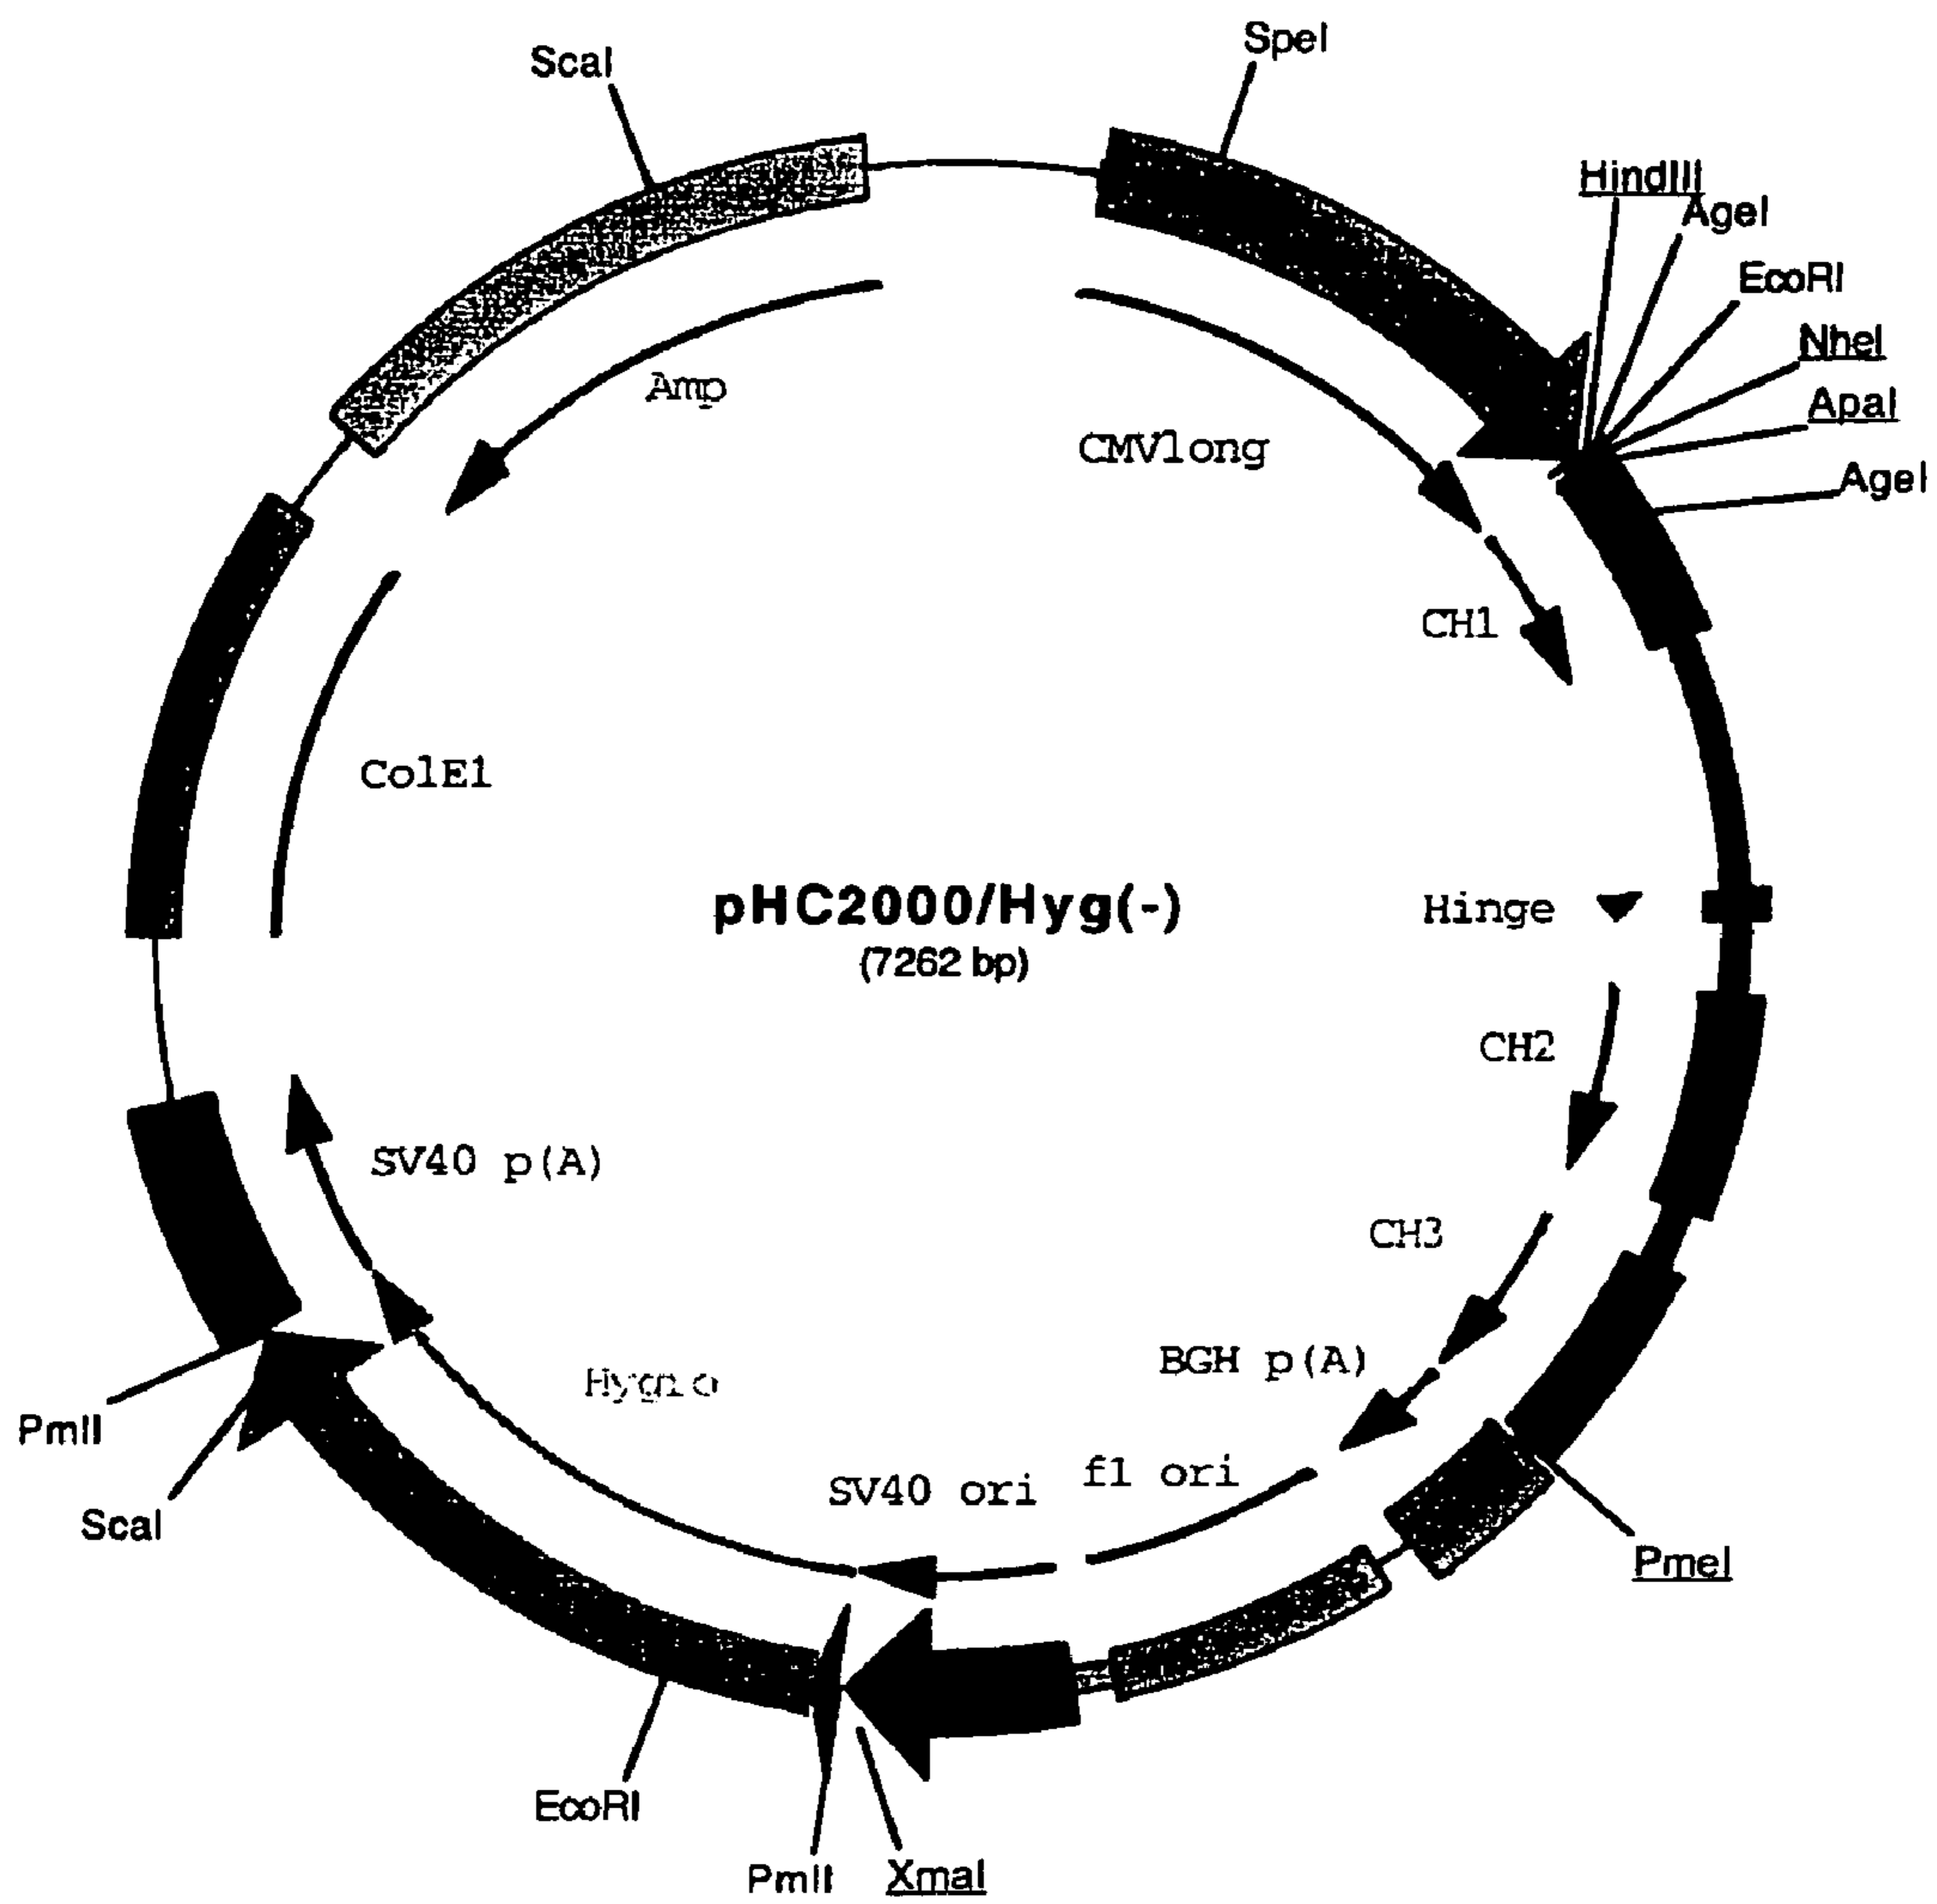 ScaI
SpeI
HindIII
AgeI
EcoRI
NheI
ApaI
AgeI
Amp
CMVlong
CH1
ColE1
pHC2000/Hyg(-)
(7262 bp)
Hinge
CH2
SV40 p(A)
CH3
BGH p(A)
PmlI
SV40 ori
f1 ori
ScaI
PmeI
EcoRI
PmlI
XmaI